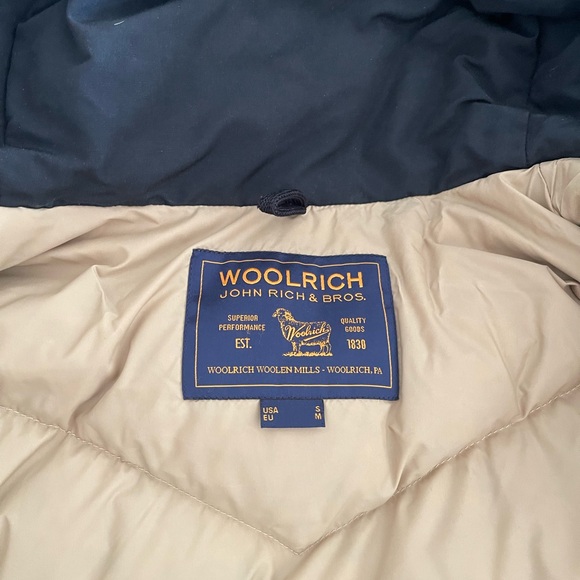 WOOLRICH
JOHN RICH & BROS.
SUPERIOR PERFORMANCE
QUALITY GOODS
Woolrich
EST. 1830
WOOLRICH WOOLEN MILLS - WOOLRICH, PA
USA S
EU M